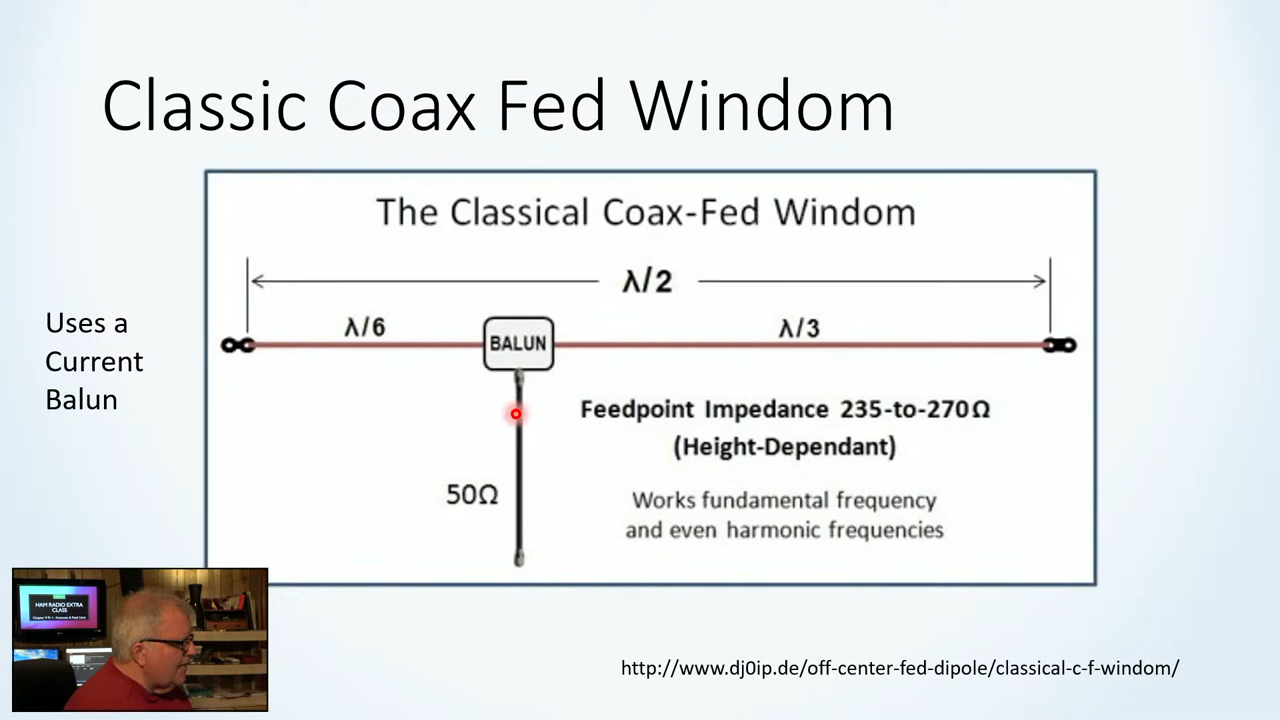 Classic Coax Fed Windom
The Classical Coax-Fed Windom
λ/2
λ/6
λ/3
BALUN
Uses a
Current
Balun
Feedpoint Impedance 235-to-270Ω
(Height-Dependant)
50Ω
Works fundamental frequency
and even harmonic frequencies
HAM RADIO EXTRA
CLASS
http://www.dj0ip.de/off-center-fed-dipole/classical-c-f-windom/